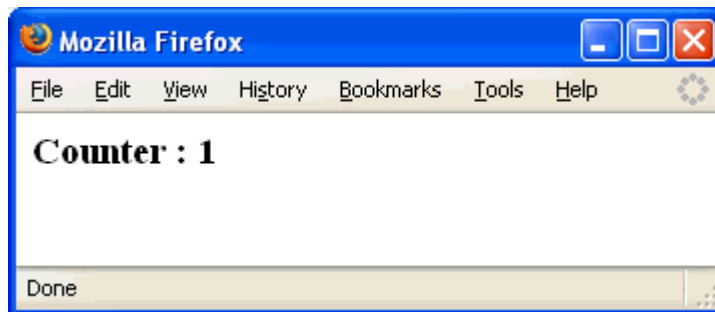 Mozilla Firefox
File Edit View History Bookmarks Tools Help
Counter : 1
Done